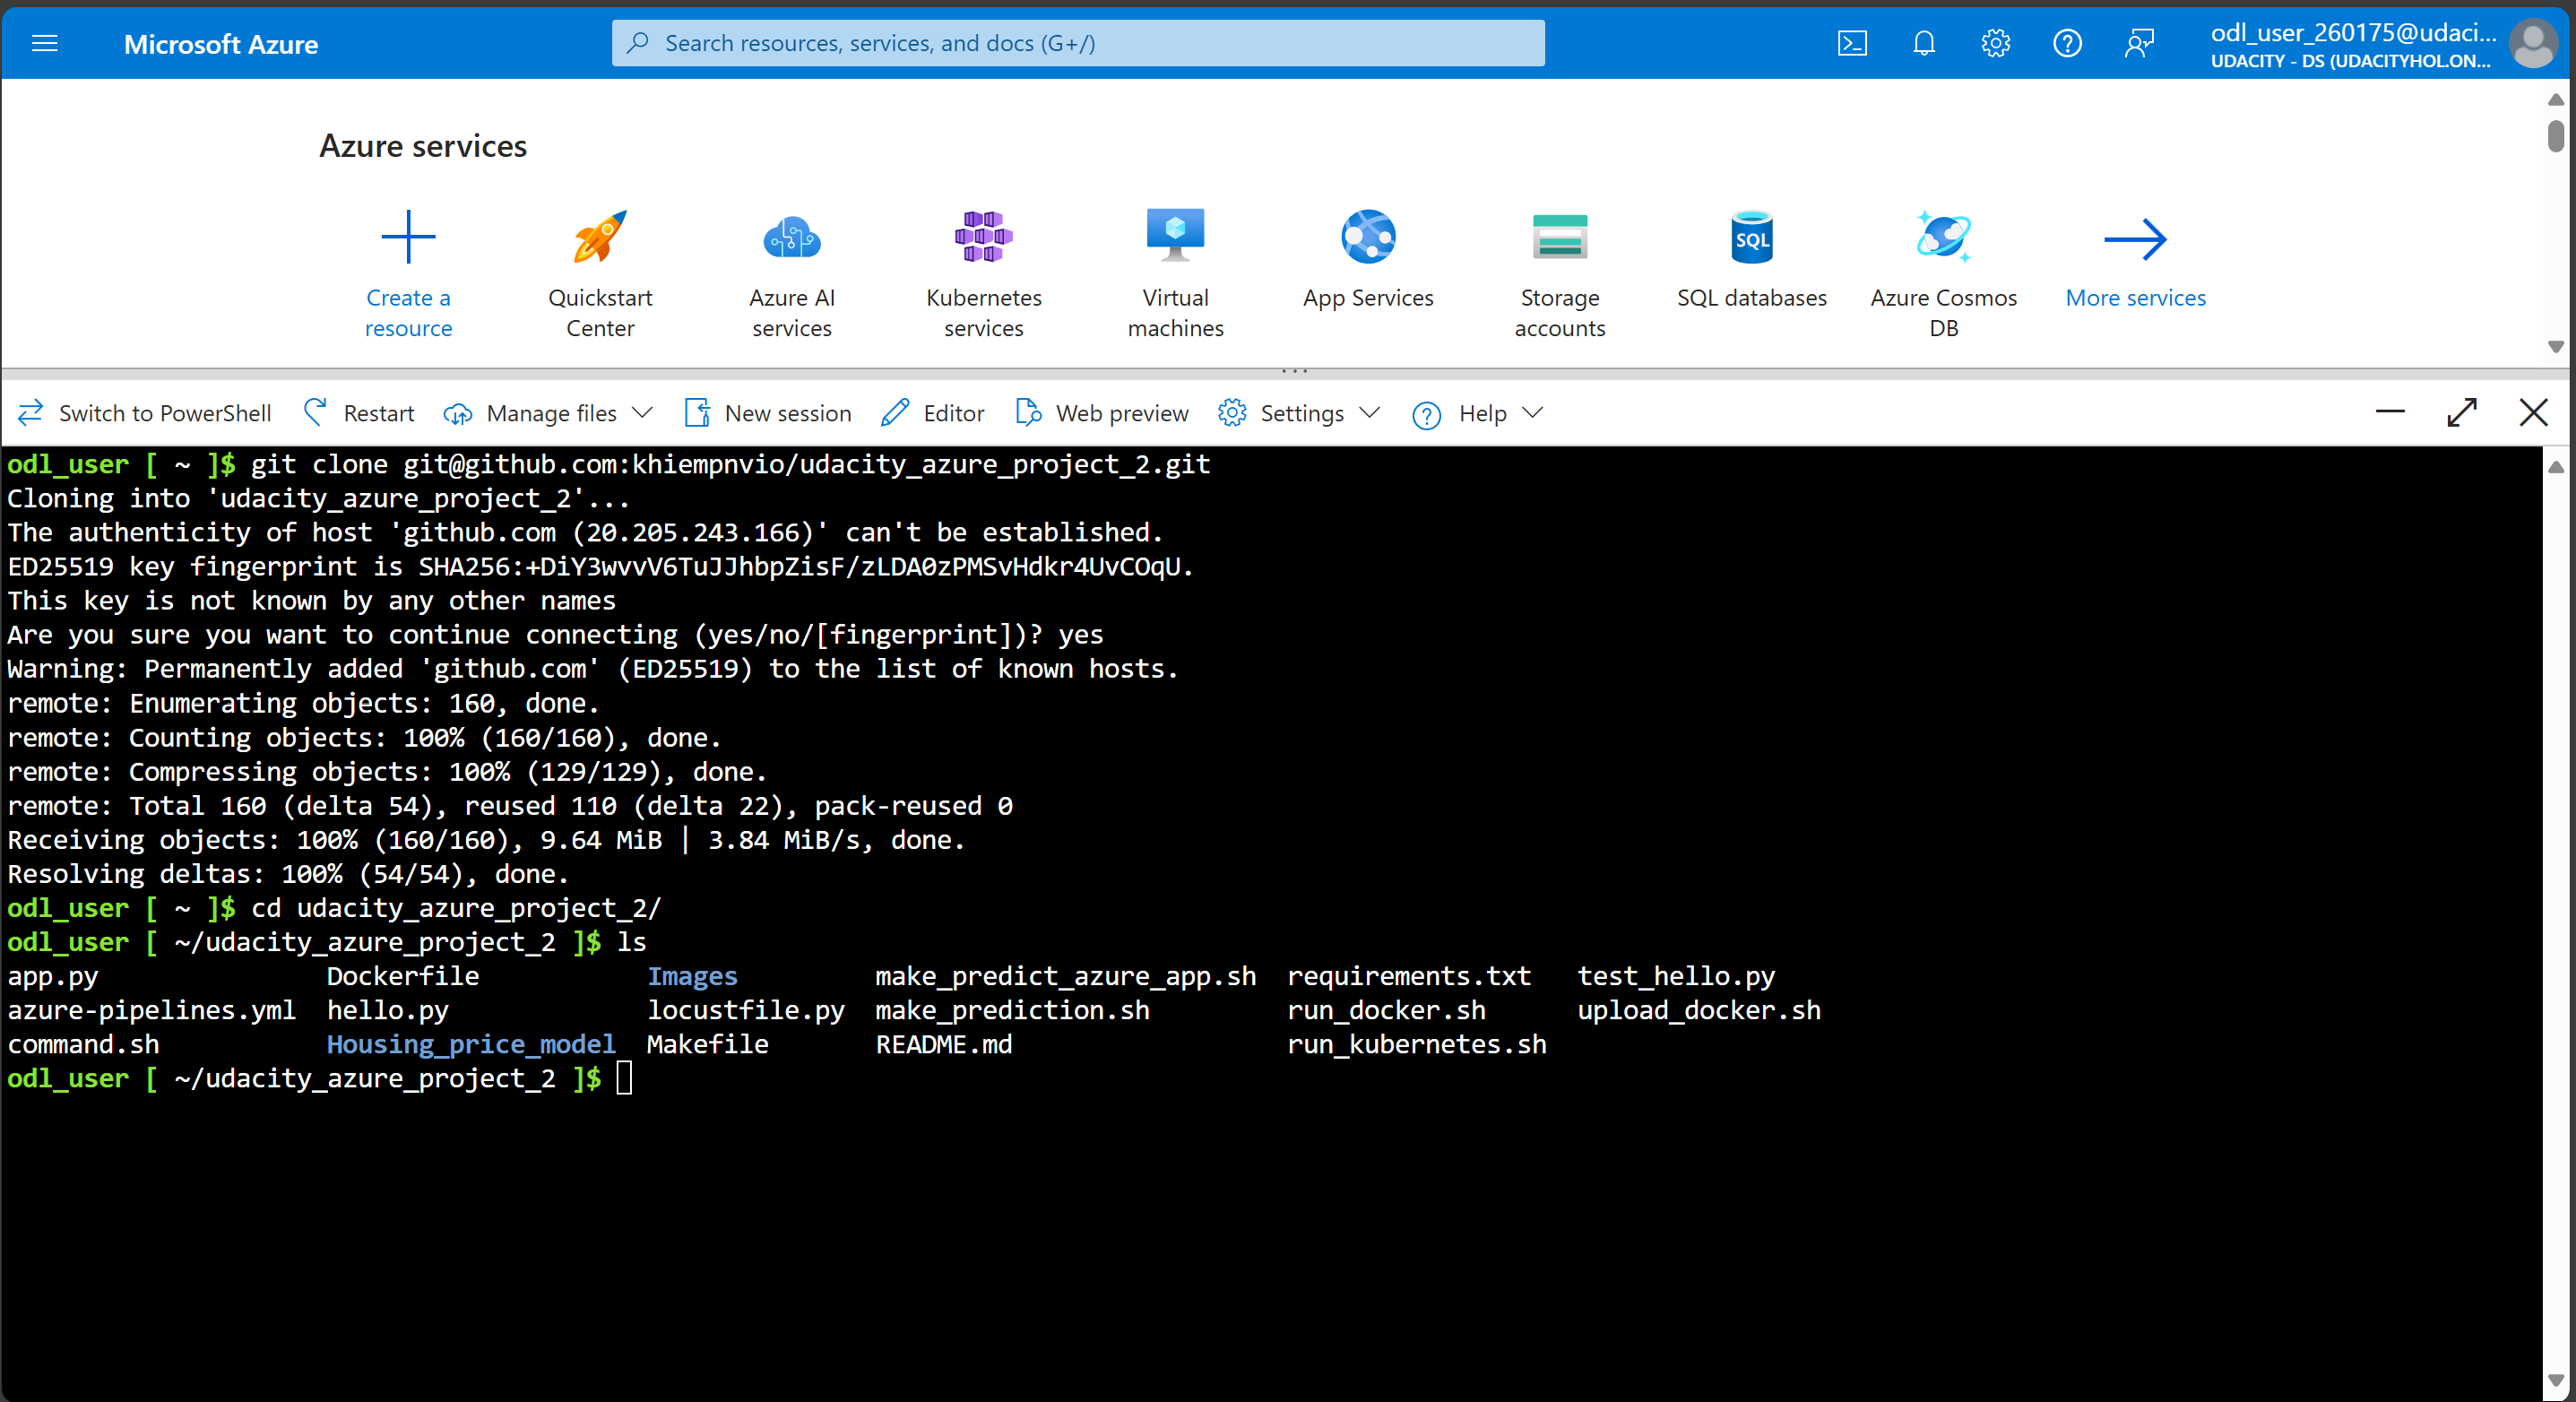 Microsoft Azure
Search resources, services, and docs (G+/)
odl_user_260175@udaci...
UDACITY - DS (UDACITYHOL.ON...
Azure services
Create a resource
Quickstart Center
Azure AI services
Kubernetes services
Virtual machines
App Services
Storage accounts
SQL
SQL databases
Azure Cosmos DB
More services
Switch to PowerShell
Restart
Manage files
New session
Editor
Web preview
Settings
Help
odl_user [ ~ ]$ git clone git@github.com:khiempnvio/udacity_azure_project_2.git
Cloning into 'udacity_azure_project_2'...
The authenticity of host 'github.com (20.205.243.166)' can't be established.
ED25519 key fingerprint is SHA256:+DiY3wvvV6TuJJhbpZisF/zLDA0zPMSvHdkr4UvCOqU.
This key is not known by any other names
Are you sure you want to continue connecting (yes/no/[fingerprint])? yes
Warning: Permanently added 'github.com' (ED25519) to the list of known hosts.
remote: Enumerating objects: 160, done.
remote: Counting objects: 100% (160/160), done.
remote: Compressing objects: 100% (129/129), done.
remote: Total 160 (delta 54), reused 110 (delta 22), pack-reused 0
Receiving objects: 100% (160/160), 9.64 MiB | 3.84 MiB/s, done.
Resolving deltas: 100% (54/54), done.
odl_user [ ~ ]$ cd udacity_azure_project_2/
odl_user [ ~/udacity_azure_project_2 ]$ ls
app.py Dockerfile Images make_predict_azure_app.sh requirements.txt test_hello.py
azure-pipelines.yml hello.py locustfile.py make_prediction.sh run_docker.sh upload_docker.sh
command.sh Housing_price_model Makefile README.md run_kubernetes.sh
odl_user [ ~/udacity_azure_project_2 ]$